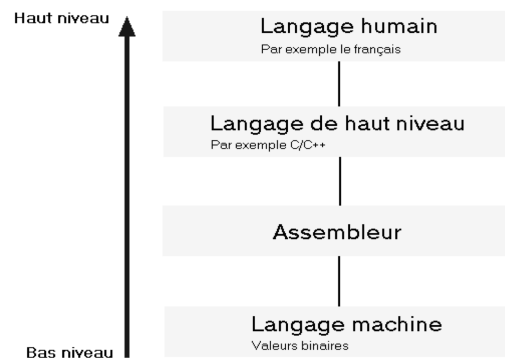 Haut niveau
Langage humain
Par exemple le français
Langage de haut niveau
Par exemple C/C++
Assembleur
Langage machine
Valeurs binaires
Bas niveau